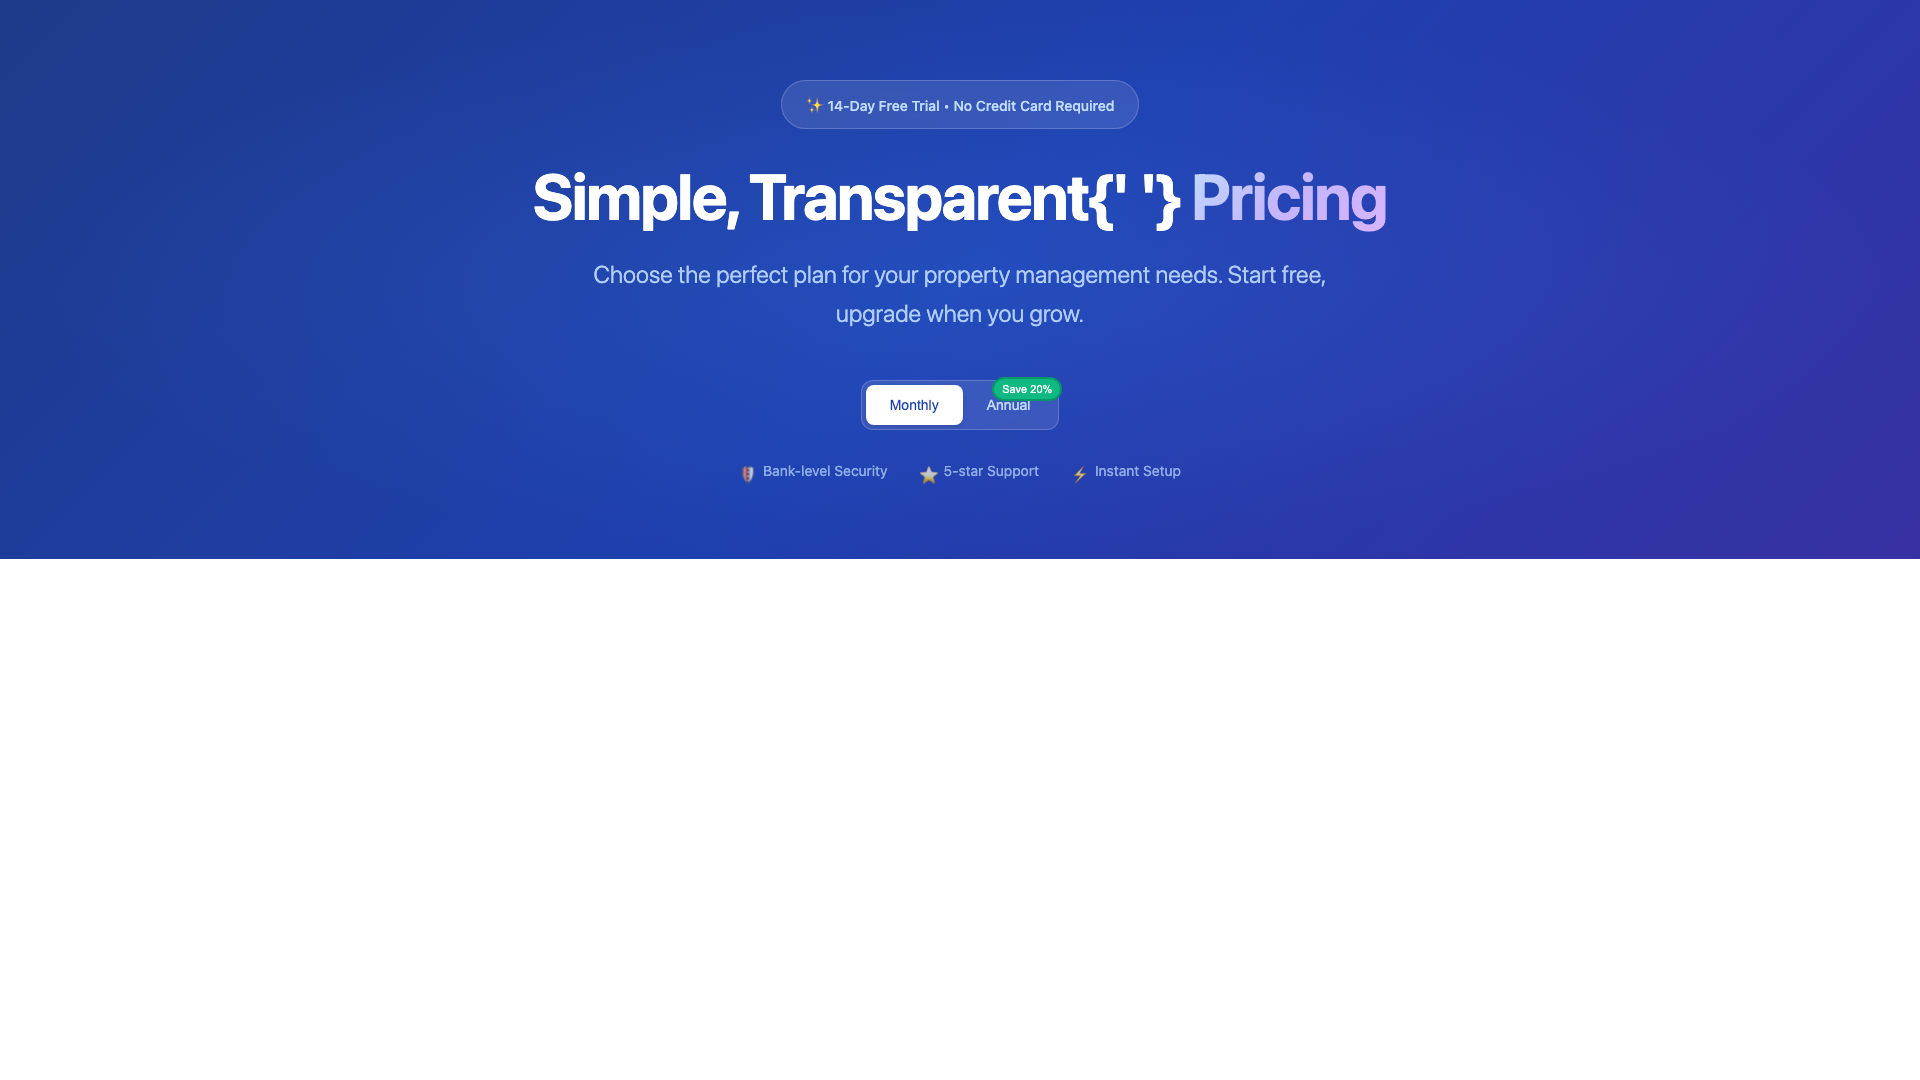 ✨ 14-Day Free Trial • No Credit Card Required
Simple, Transparent{' '} Pricing
Choose the perfect plan for your property management needs. Start free,
upgrade when you grow.
Save 20%
Monthly Annual
Bank-level Security 5-star Support Instant Setup